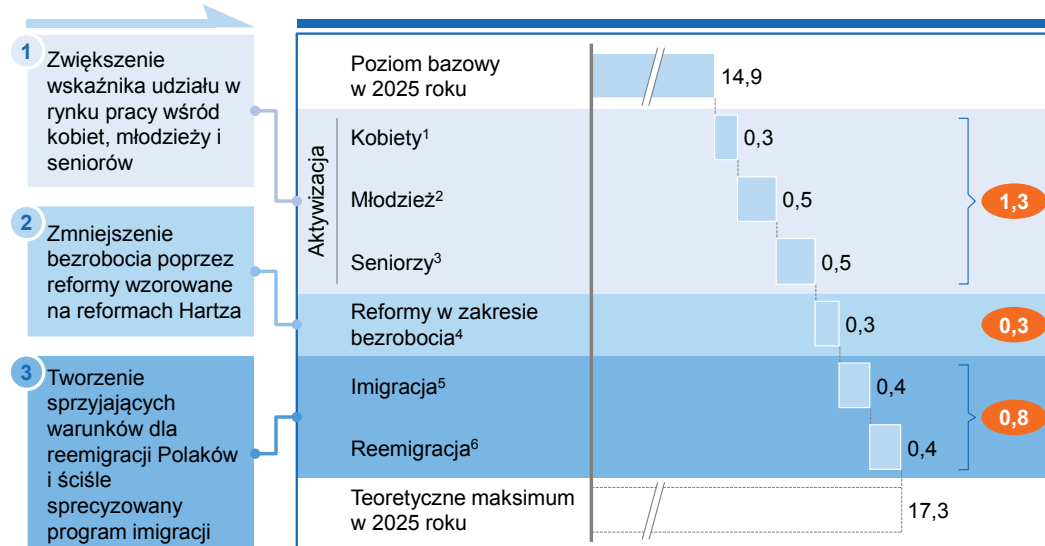 1
Zwiększenie
wskaźnika udziału w
rynku pracy wśród
kobiet, młodzieży i
seniorów
2
Zmniejszenie
bezrobocia poprzez
reformy wzorowane
na reformach Hartza
3
Tworzenie
sprzyjających
warunków dla
reemigracji Polaków
i ściśle
sprecyzowany
program imigracji
Poziom bazowy
w 2025 roku
14,9
Aktywizacja
Kobiety¹
0,3
Młodzież²
0,5
Seniorzy³
0,5
1,3
Reformy w zakresie
bezrobocia⁴
0,3
0,3
Imigracja⁵
0,4
Reemigracja⁶
0,4
0,8
Teoretyczne maksimum
w 2025 roku
17,3